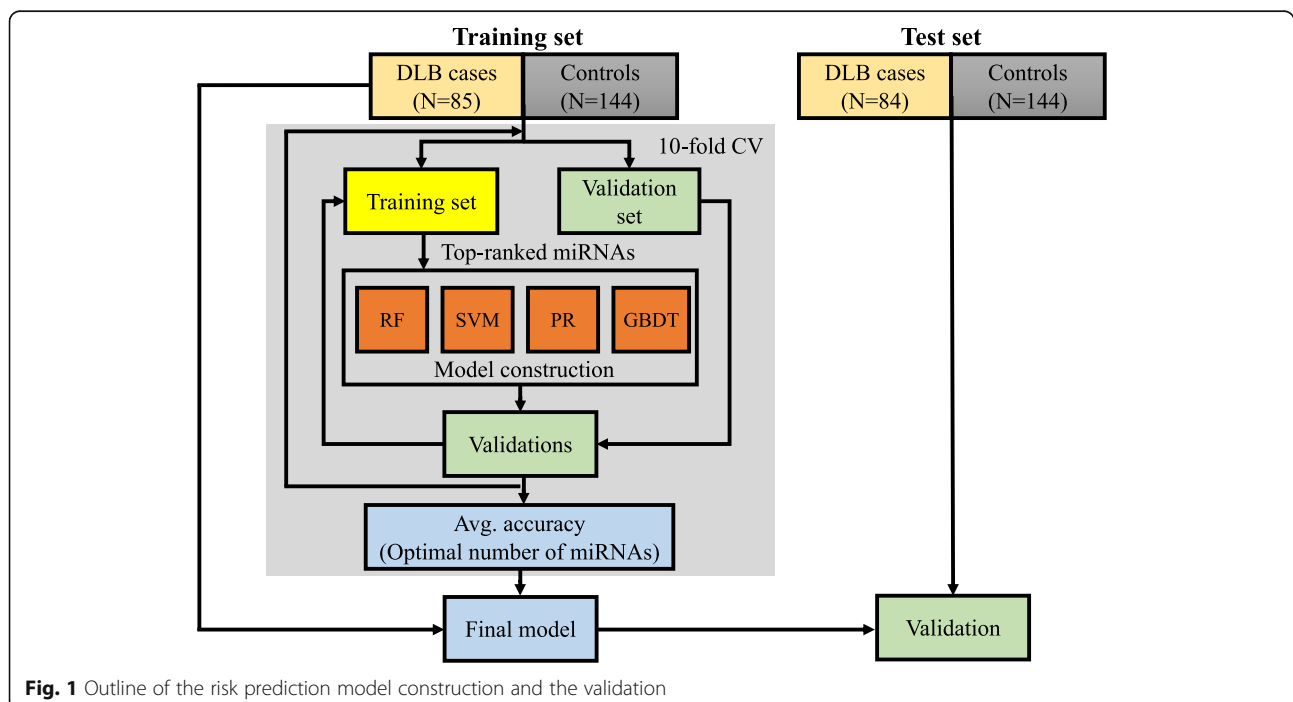 Training set
Test set
DLB cases
(N=85)
Controls
(N=144)
DLB cases
(N=84)
Controls
(N=144)
10-fold CV
Training set
Validation
set
Top-ranked miRNAs
RF
SVM
PR
GBDT
Model construction
Validations
Avg. accuracy
(Optimal number of miRNAs)
Final model
Validation
Fig. 1 Outline of the risk prediction model construction and the validation